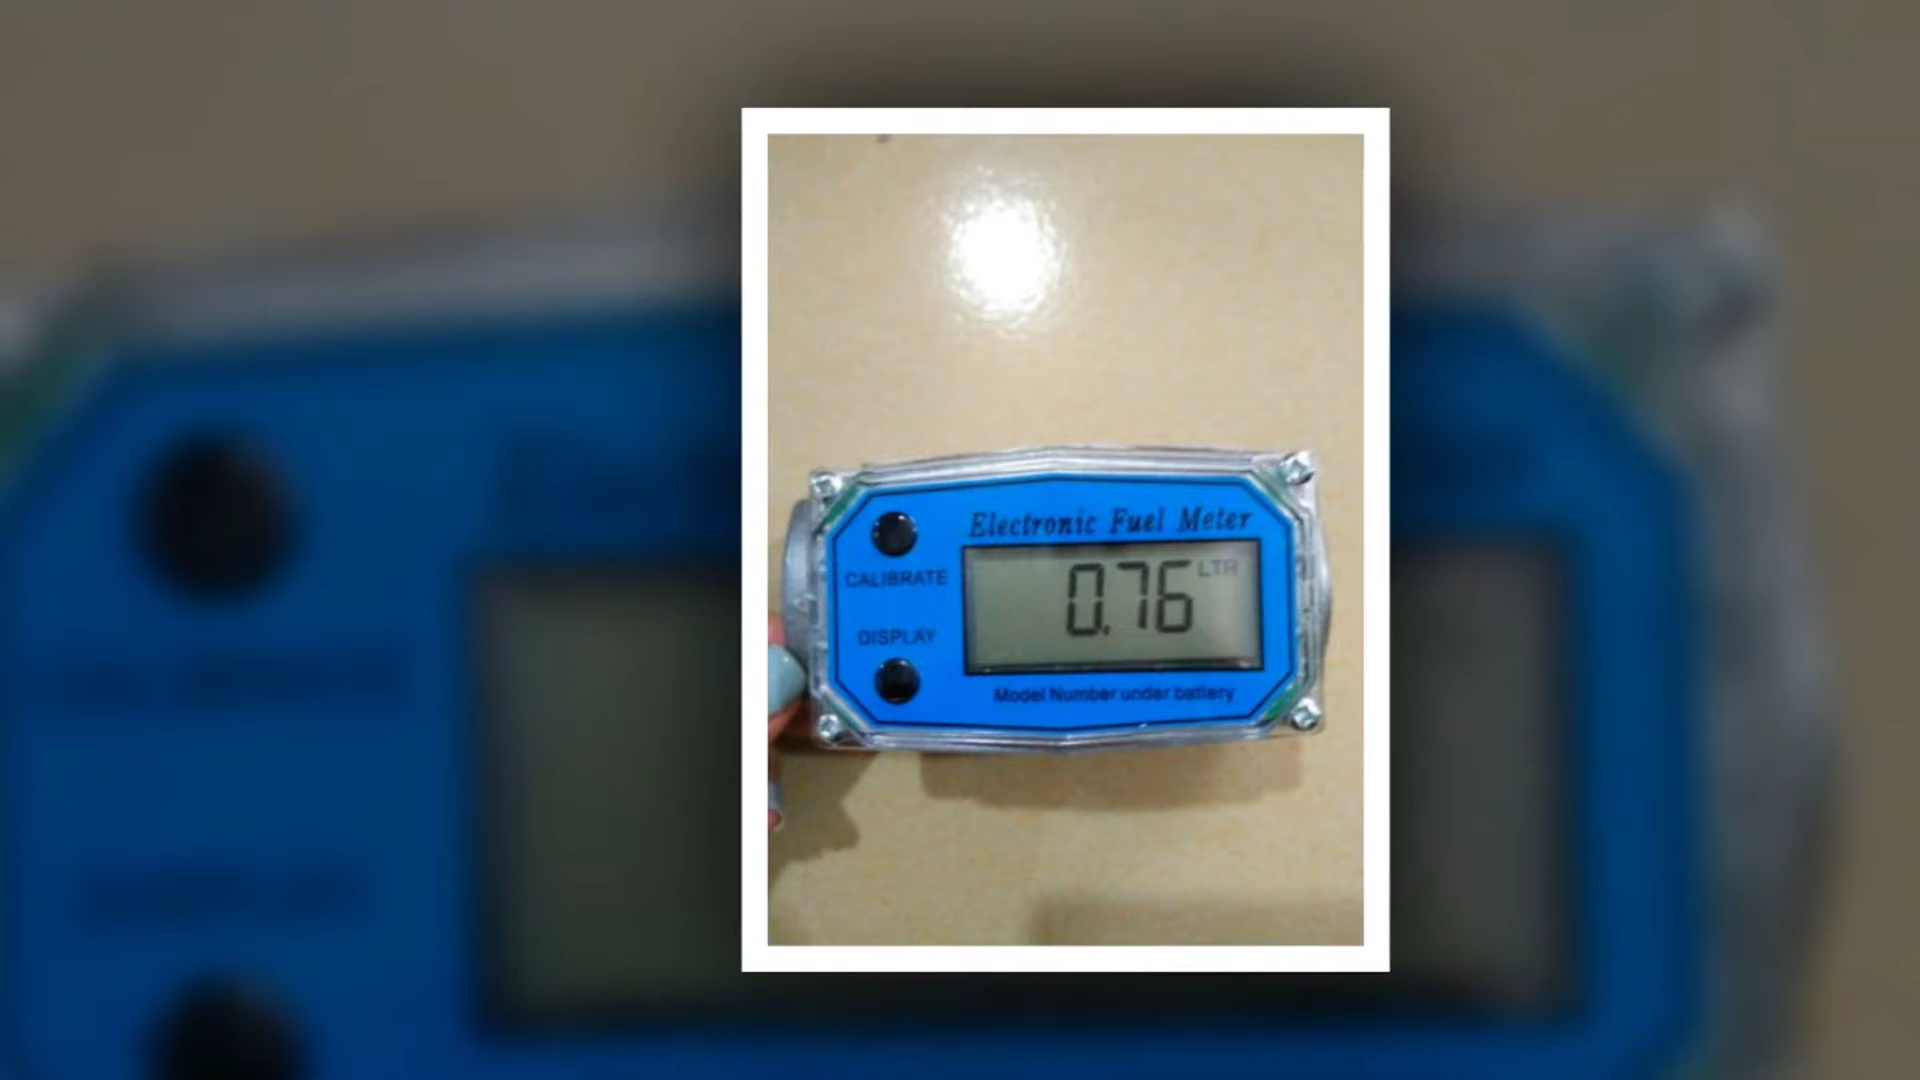 Electronic Fuel Meter
CALIBRATE
0.76 LTR
DISPLAY
Model Number under battery